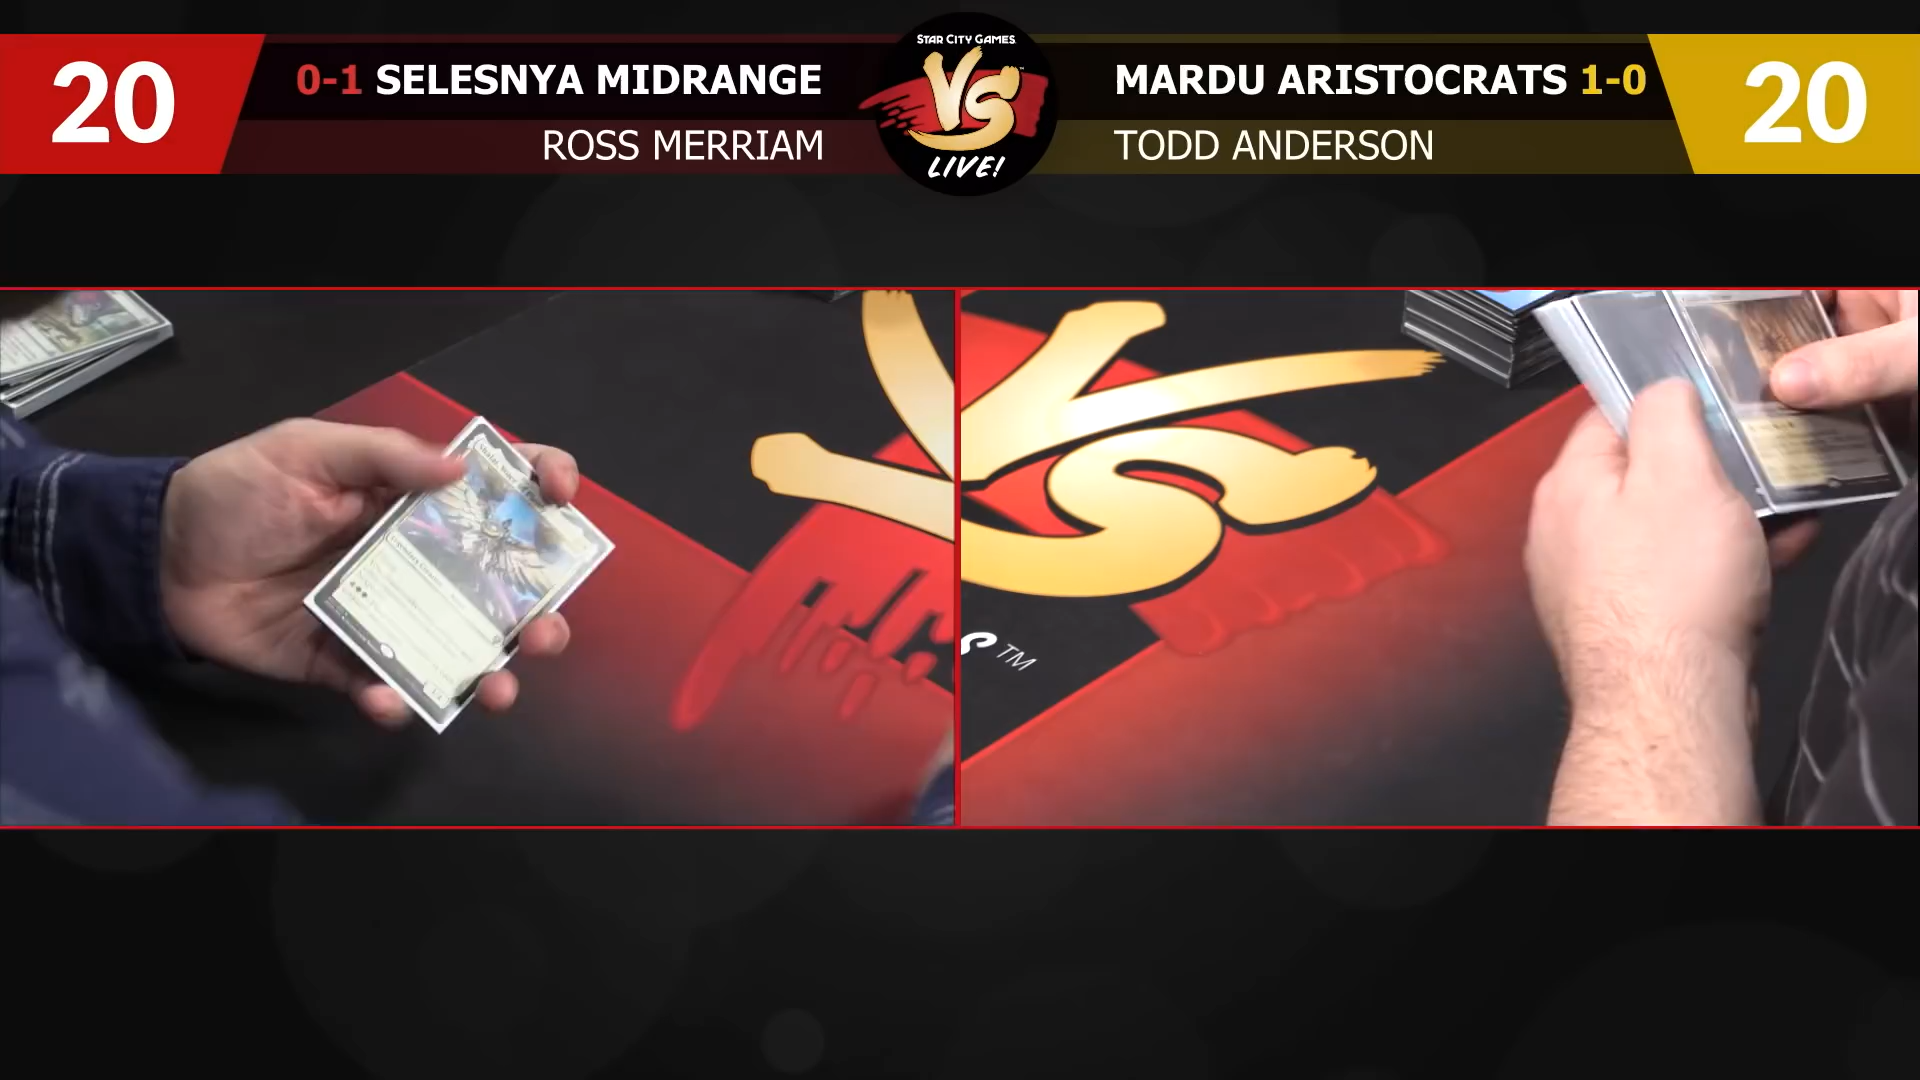 20
0-1 SELESNYA MIDRANGE
ROSS MERRIAM
STAR CITY GAMES
VS
LIVE!
MARDU ARISTOCRATS 1-0
TODD ANDERSON
20
VS
TM